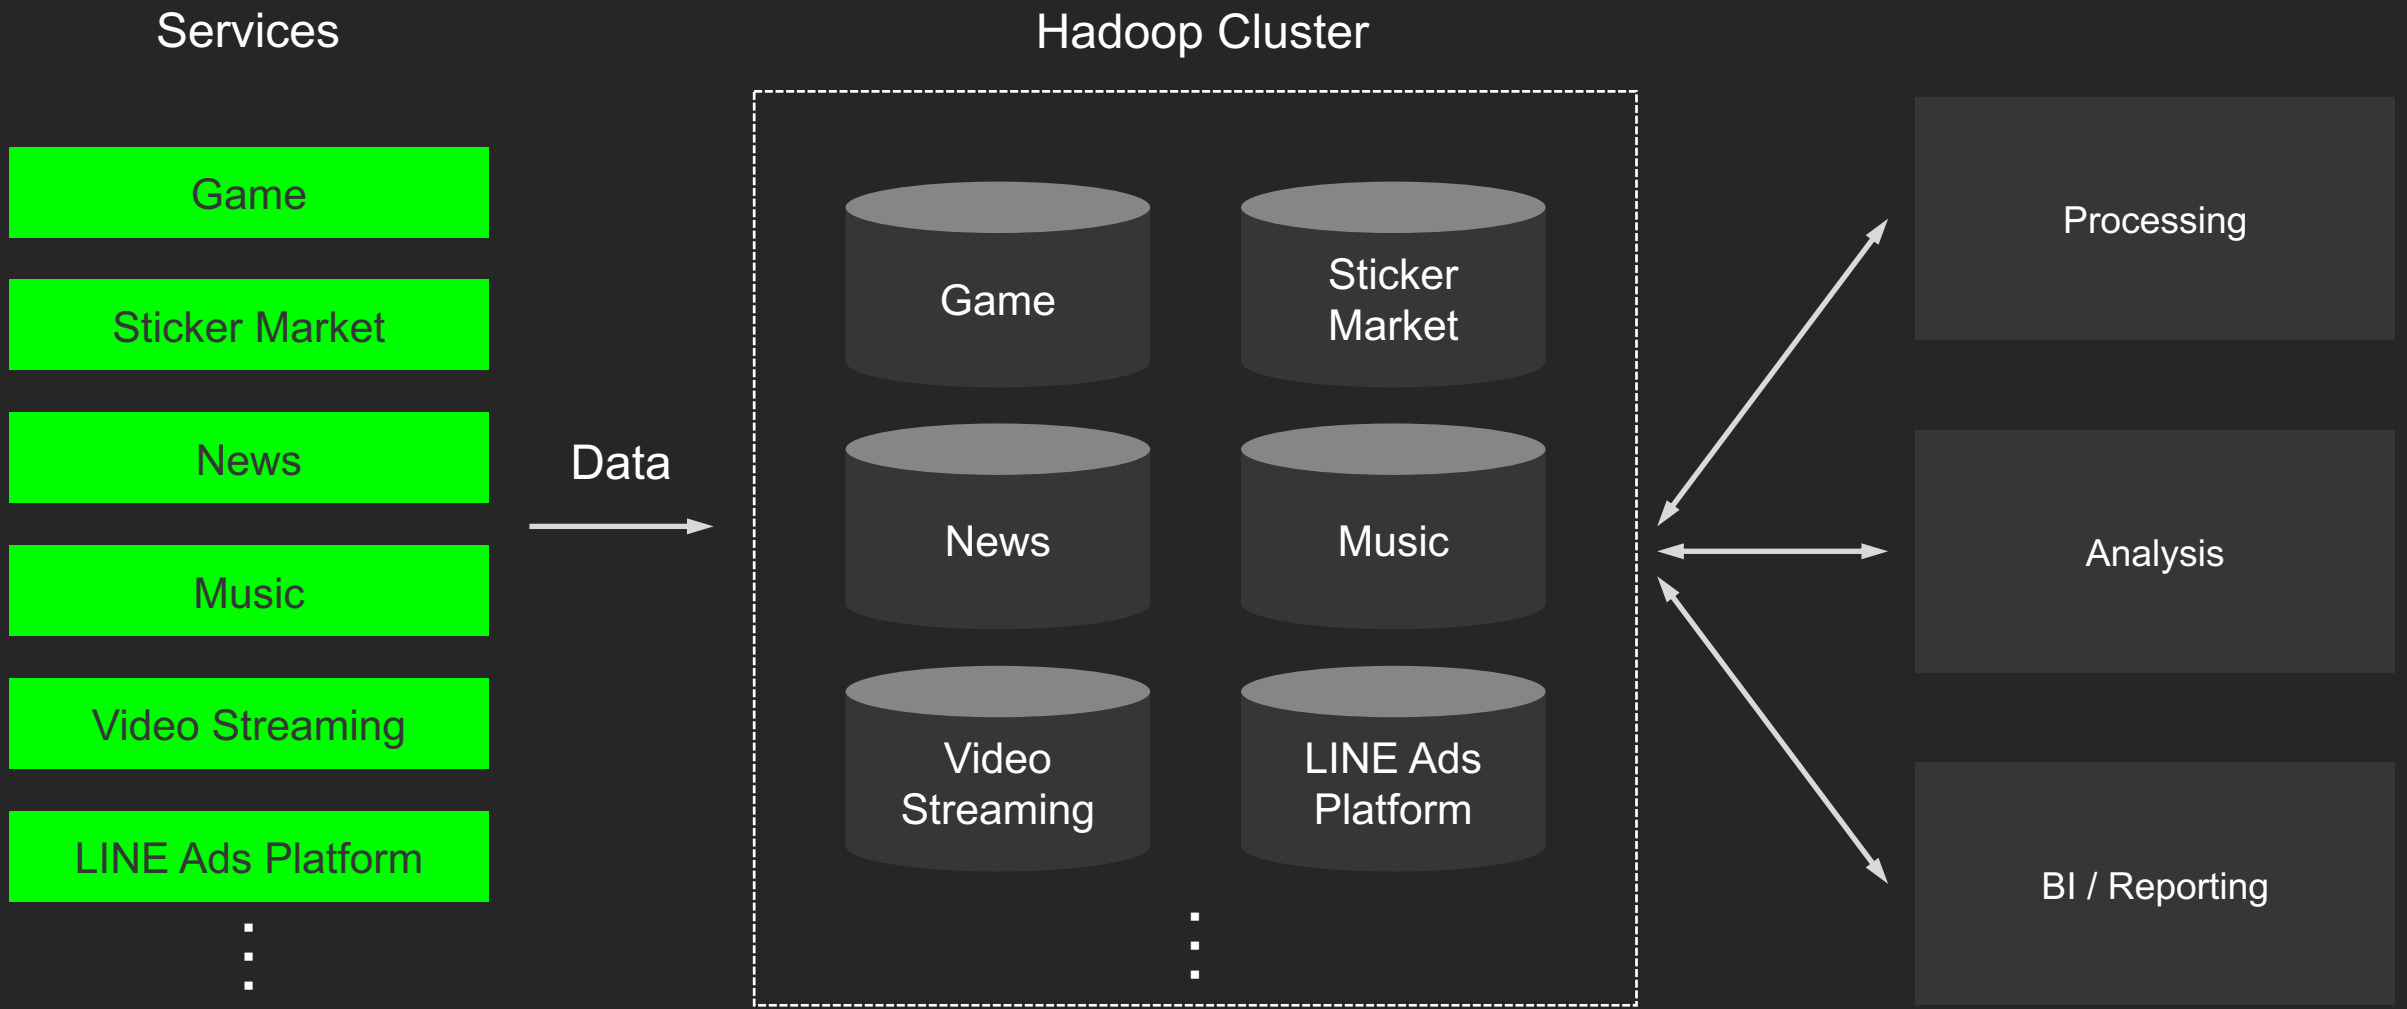 Services
Game
Sticker Market
News
Music
Video Streaming
LINE Ads Platform
Data
Hadoop Cluster
Game
Sticker
Market
News
Music
Video
Streaming
LINE Ads
Platform
Processing
Analysis
BI / Reporting